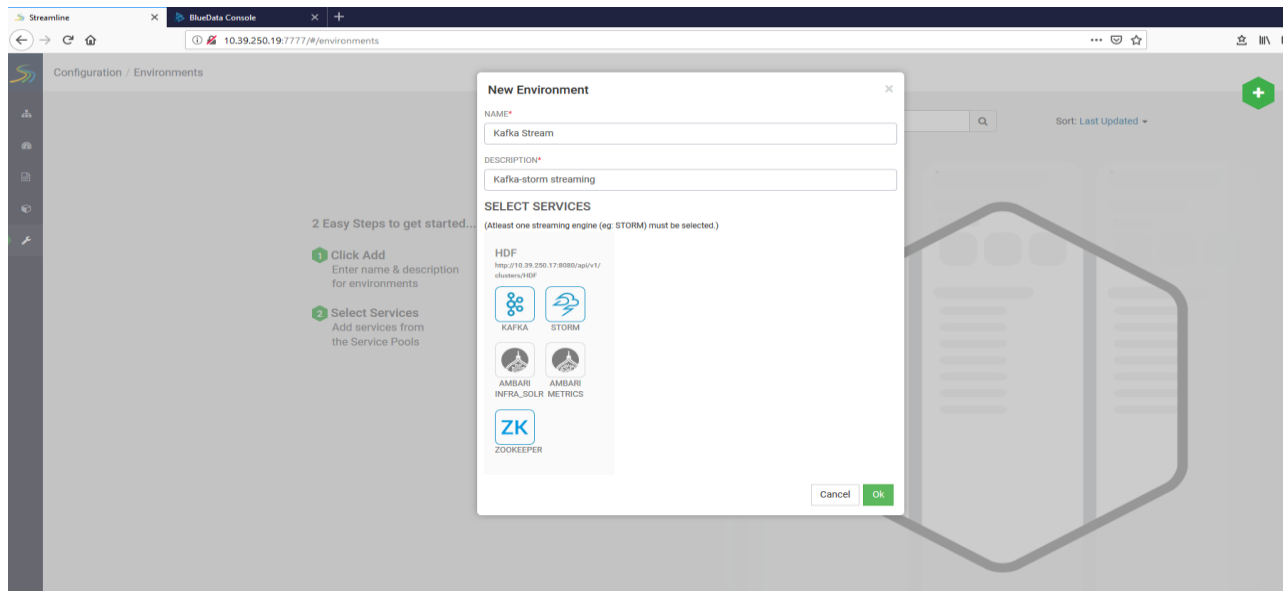 Streamline
BlueData Console
10.39.250.19:7777/#/environments
Configuration / Environments
Sort: Last Updated
2 Easy Steps to get started...
1 Click Add
Enter name & description
for environments
2 Select Services
Add services from
the Service Pools
New Environment
NAME*
Kafka Stream
DESCRIPTION*
Kafka-storm streaming
SELECT SERVICES
(Atleast one streaming engine (eg: STORM) must be selected.)
HDF
http://10.39.250.17:8080/api/v1/
clusters/HDF
KAFKA STORM
AMBARI AMBARI
INFRA_SOLR METRICS
ZK
ZOOKEEPER
Cancel Ok